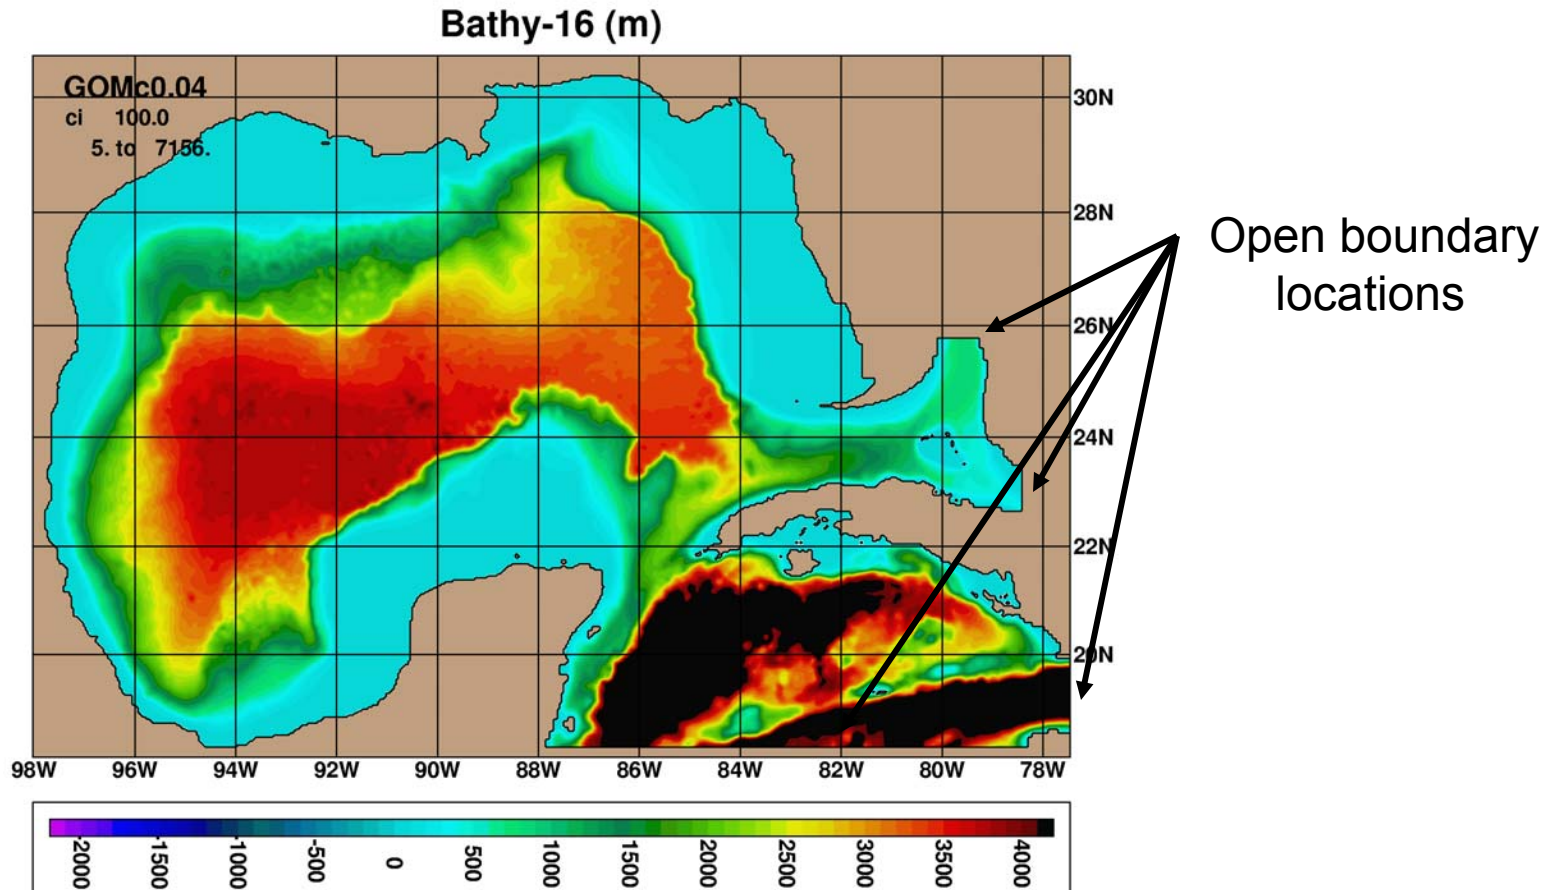 Bathy-16 (m)
GOMc0.04
ci 100.0
5. to 7156.
30N
28N
26N
24N
22N
20N
Open boundary
locations
98W 96W 94W 92W 90W 88W 86W 84W 82W 80W 78W
-2000 -1500 -1000 -500 0 500 1000 1500 2000 2500 3000 3500 4000